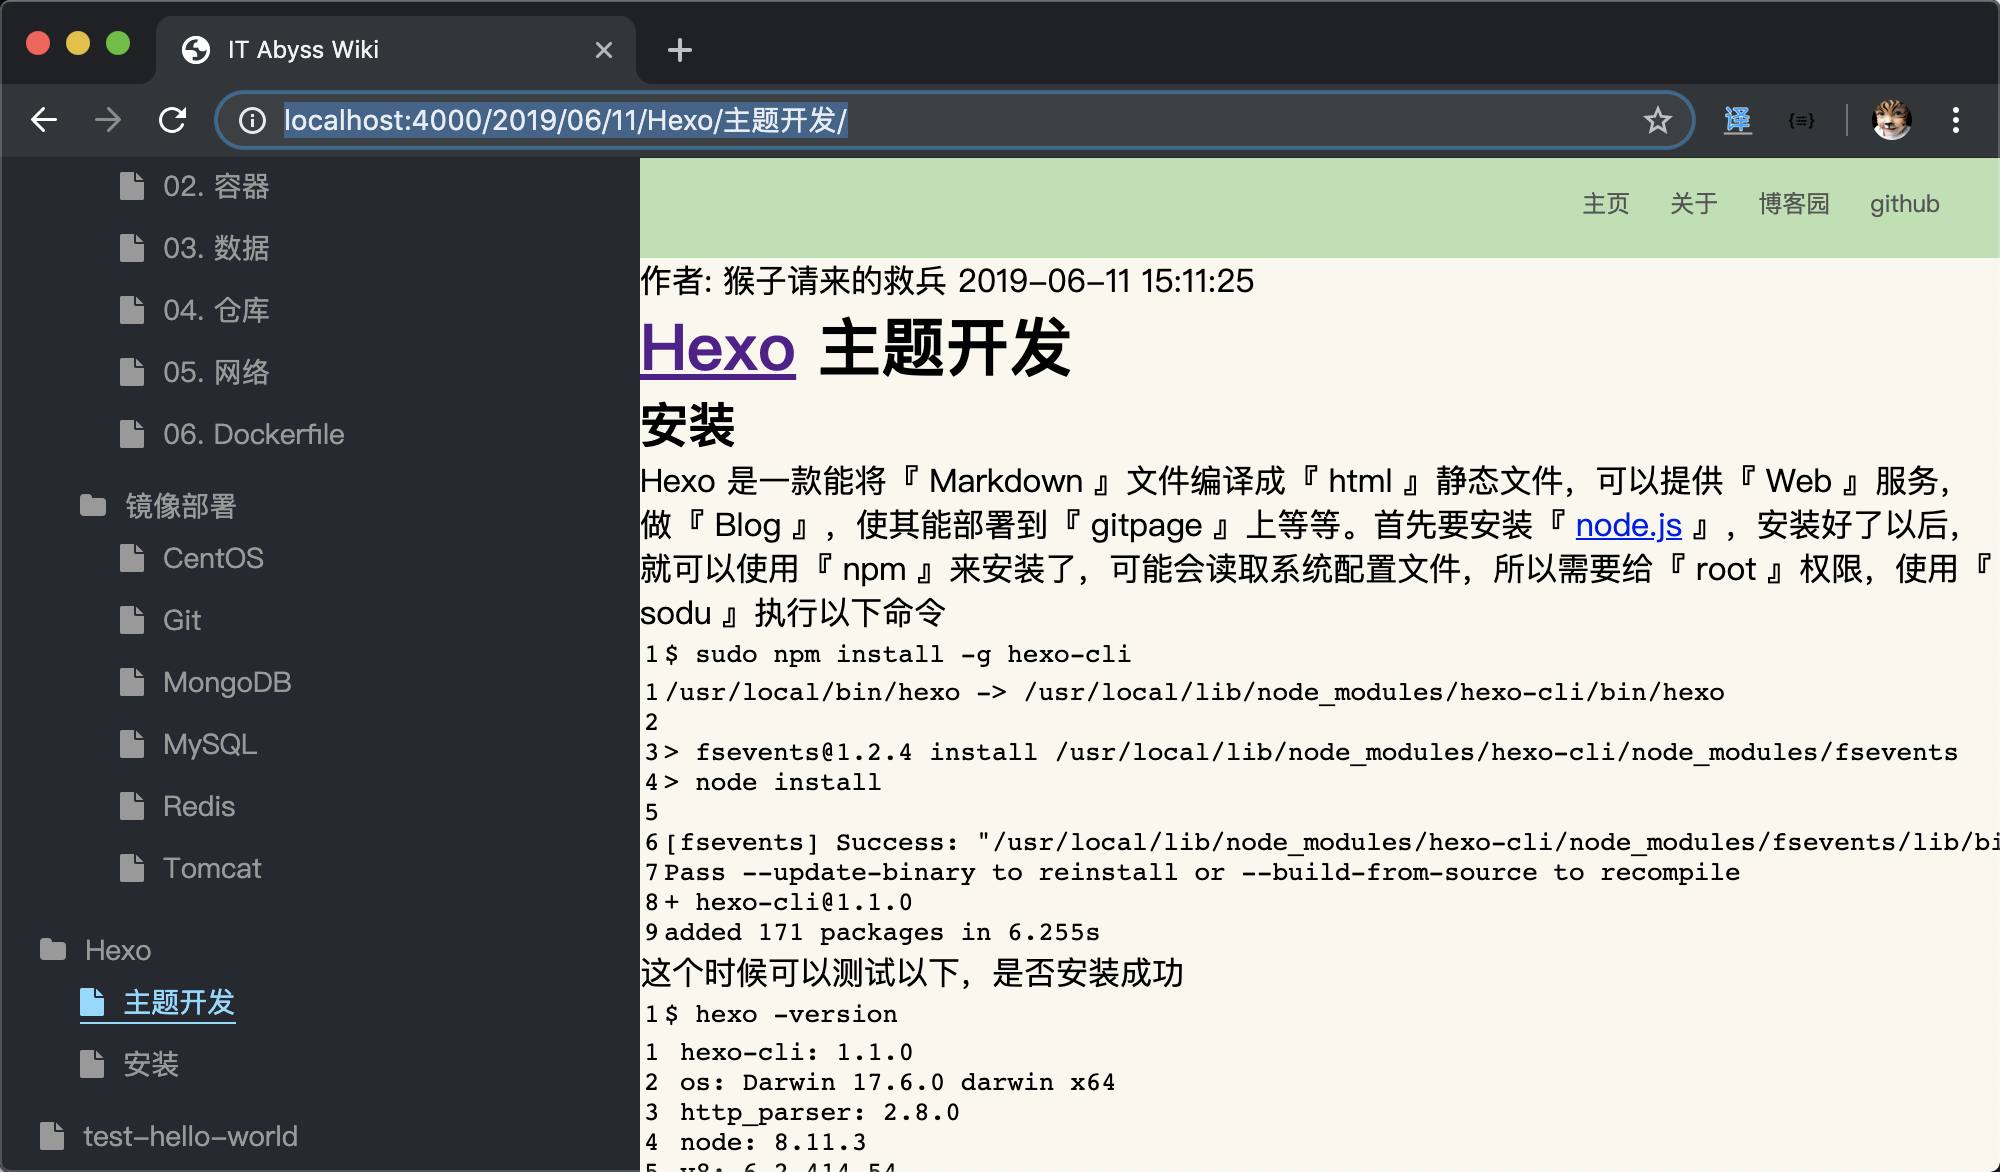 IT Abyss Wiki
localhost:4000/2019/06/11/Hexo/主题开发/
译
{≡}
02. 容器
03. 数据
04. 仓库
05. 网络
06. Dockerfile
镜像部署
CentOS
Git
MongoDB
MySQL
Redis
Tomcat
Hexo
主题开发
安装
test-hello-world
主页 关于 博客园 github
作者: 猴子请来的救兵 2019-06-11 15:11:25
Hexo 主题开发
安装
Hexo 是一款能将『 Markdown 』文件编译成『 html 』静态文件，可以提供『 Web 』服务，
做『 Blog 』，使其能部署到『 gitpage 』上等等。首先要安装『 node.js 』，安装好了以后，
就可以使用『 npm 』来安装了，可能会读取系统配置文件，所以需要给『 root 』权限，使用『
sodu 』执行以下命令
1 $ sudo npm install -g hexo-cli
1 /usr/local/bin/hexo -> /usr/local/lib/node_modules/hexo-cli/bin/hexo
2
3 > fsevents@1.2.4 install /usr/local/lib/node_modules/hexo-cli/node_modules/fsevents
4 > node install
5
6 [fsevents] Success: "/usr/local/lib/node_modules/hexo-cli/node_modules/fsevents/lib/bi
7 Pass --update-binary to reinstall or --build-from-source to recompile
8 + hexo-cli@1.1.0
9 added 171 packages in 6.255s
这个时候可以测试以下，是否安装成功
1 $ hexo -version
1 hexo-cli: 1.1.0
2 os: Darwin 17.6.0 darwin x64
3 http_parser: 2.8.0
4 node: 8.11.3
5 v8: 6.2.414.54